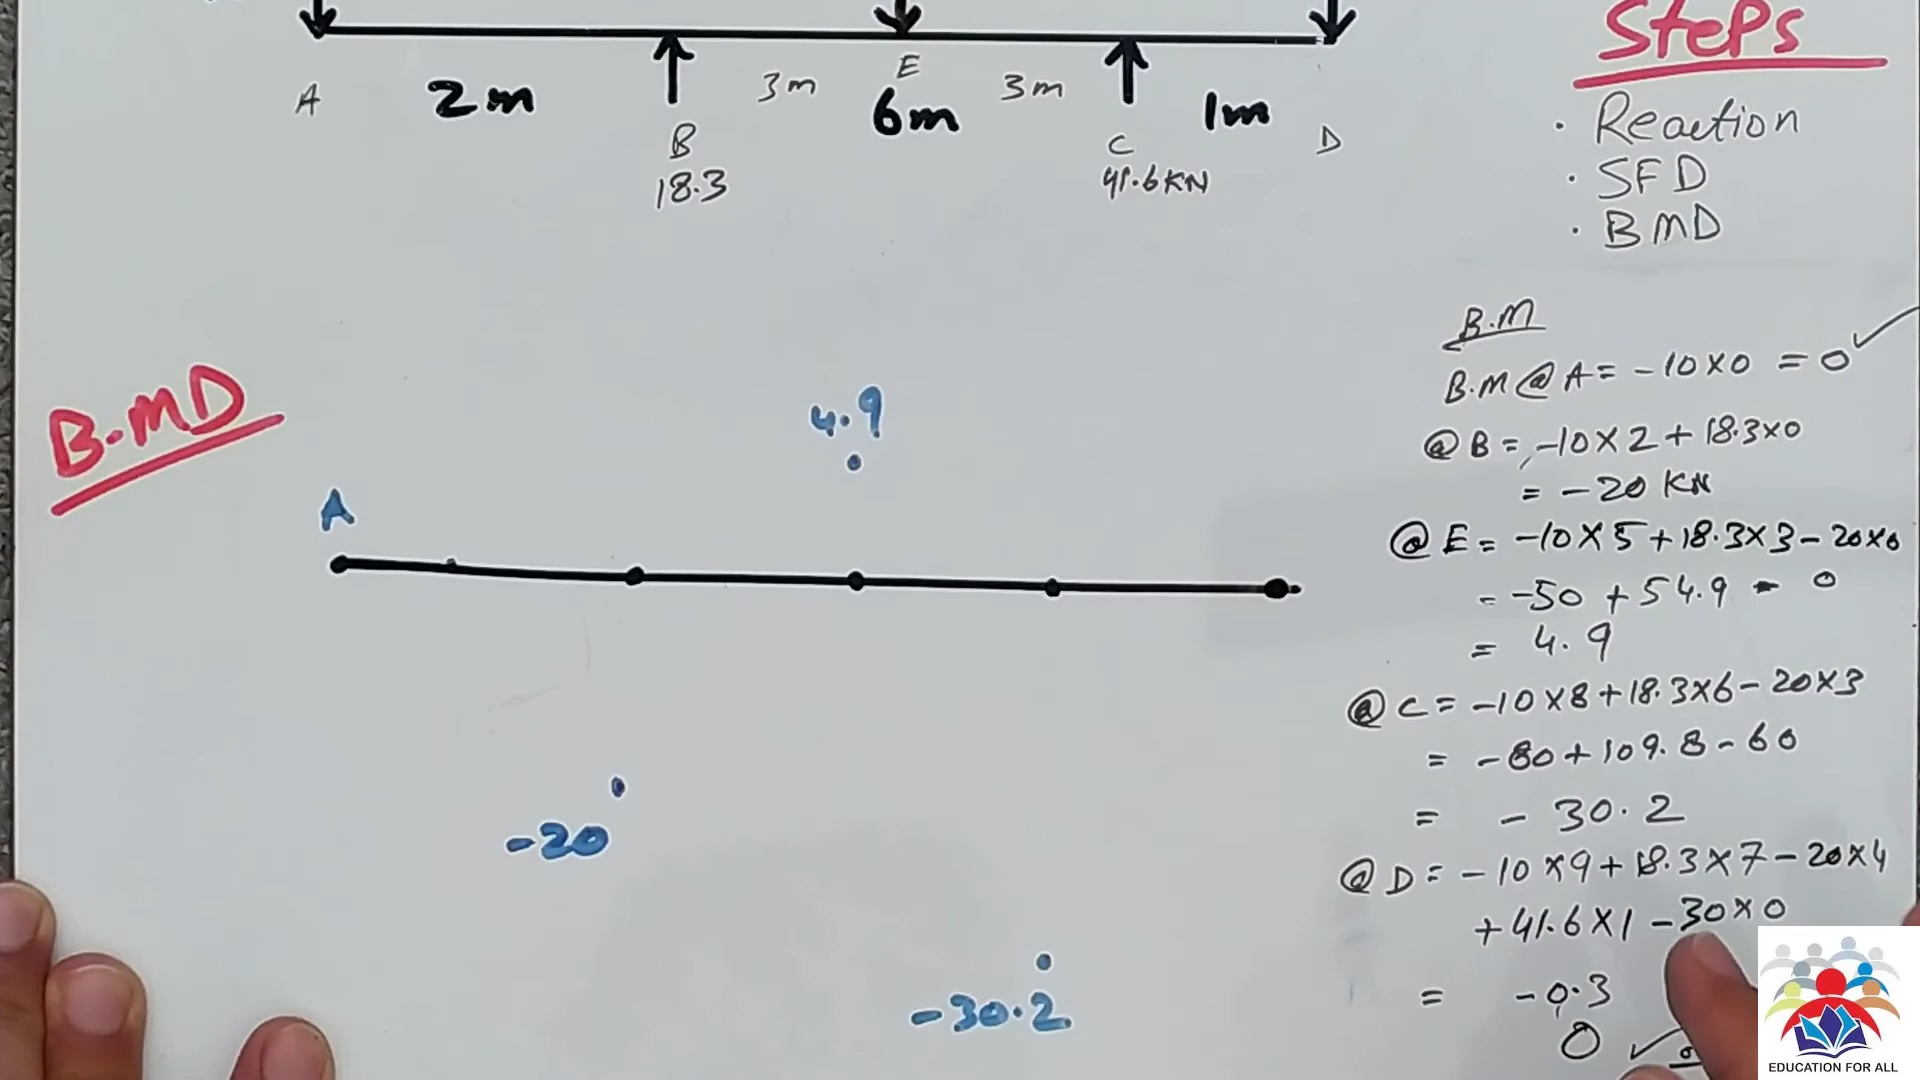 Steps
• Reaction
• SFD
• BMD
A
2m
3m
E
6m
3m
1m
B
18.3
C
41.6KN
D
B.M
B.M @ A = -10×0 = 0 ✓
@ B = -10×2 + 18.3×0
= -20 KN
@ E = -10×5 + 18.3×3 - 20×0
= -50 + 54.9 - 0
= 4.9
@ C = -10×8 + 18.3×6 - 20×3
= -80 + 109.8 - 60
= - 30.2
@ D = -10×9 + 18.3×7 - 20×4
+ 41.6×1 - 30×0
= -0.3
0 ✓
B.MD
4.9
A
-20
-30.2
EDUCATION FOR ALL